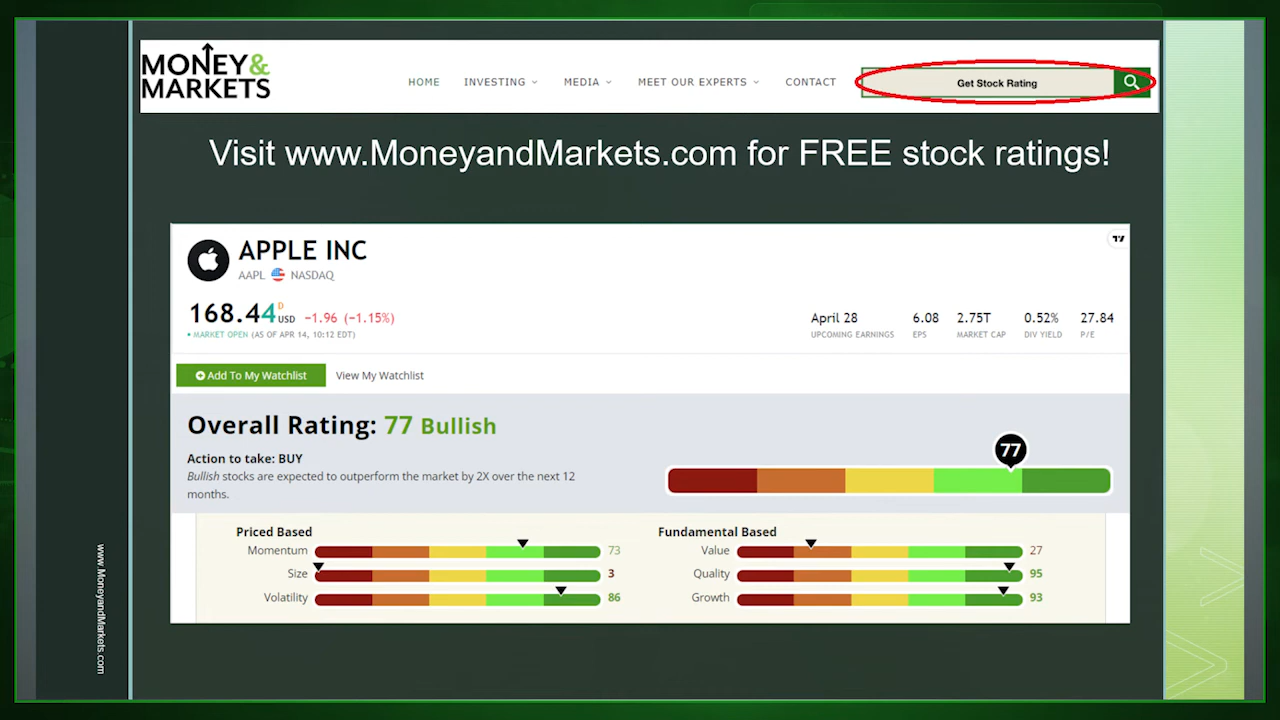 MONEY&
MARKETS
HOME INVESTING MEDIA MEET OUR EXPERTS CONTACT Get Stock Rating
Visit www.MoneyandMarkets.com for FREE stock ratings!
APPLE INC
AAPL NASDAQ
168.44 D USD −1.96 (−1.15%)
• MARKET OPEN (AS OF APR 14, 10:12 EDT)
April 28 6.08 2.75T 0.52% 27.84
UPCOMING EARNINGS EPS MARKET CAP DIV YIELD P/E
Add To My Watchlist View My Watchlist
Overall Rating: 77 Bullish
Action to take: BUY
Bullish stocks are expected to outperform the market by 2X over the next 12
months.
77
Priced Based
Momentum 73
Size 3
Volatility 86
Fundamental Based
Value 27
Quality 95
Growth 93
www.MoneyandMarkets.com